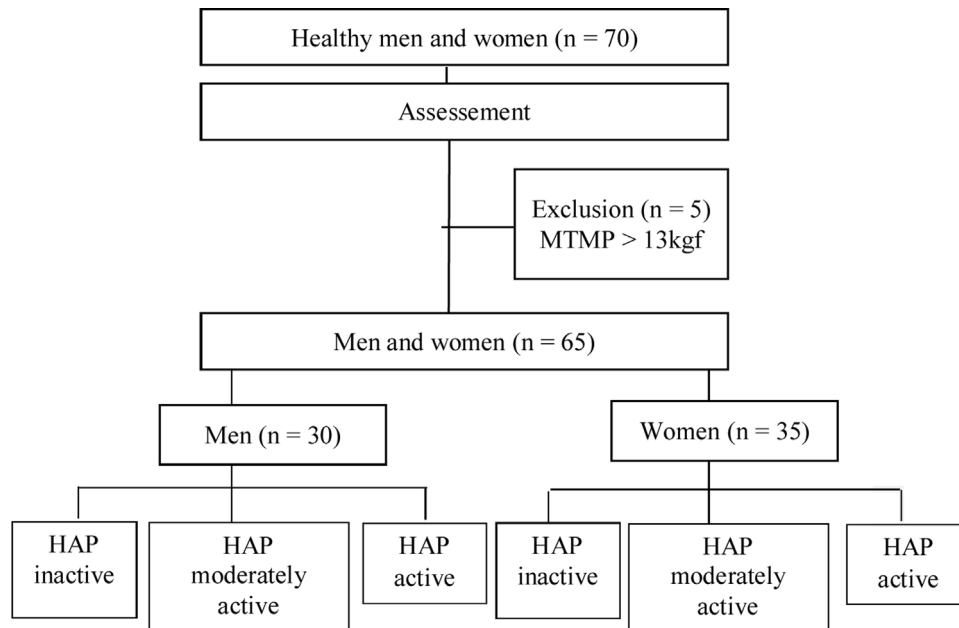 Healthy men and women (n = 70)
Assessement
Exclusion (n = 5)
MTMP > 13kgf
Men and women (n = 65)
Men (n = 30)
Women (n = 35)
HAP
inactive
HAP
moderately
active
HAP
active
HAP
inactive
HAP
moderately
active
HAP
active